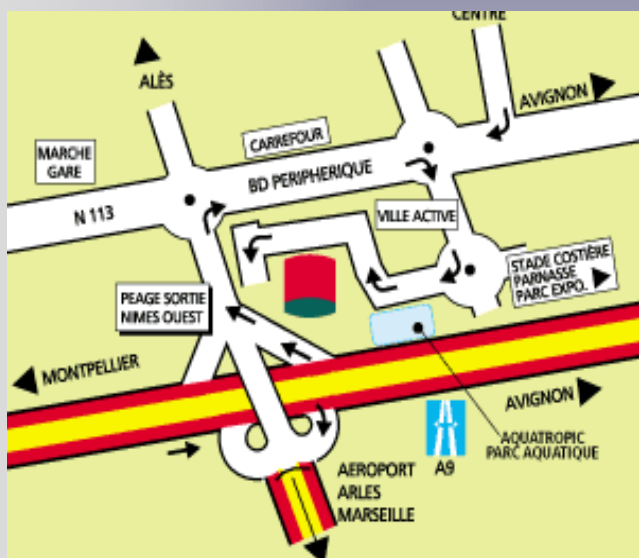 CENTRE
ALÈS
AVIGNON
MARCHE
GARE
CARREFOUR
BD PERIPHERIQUE
N 113
VILLE ACTIVE
STADE COSTIÈRE
PARNASSE
PARC EXPO.
PEAGE SORTIE
NIMES OUEST
MONTPELLIER
AVIGNON
AQUATROPIC
PARC AQUATIQUE
A9
AEROPORT
ARLES
MARSEILLE